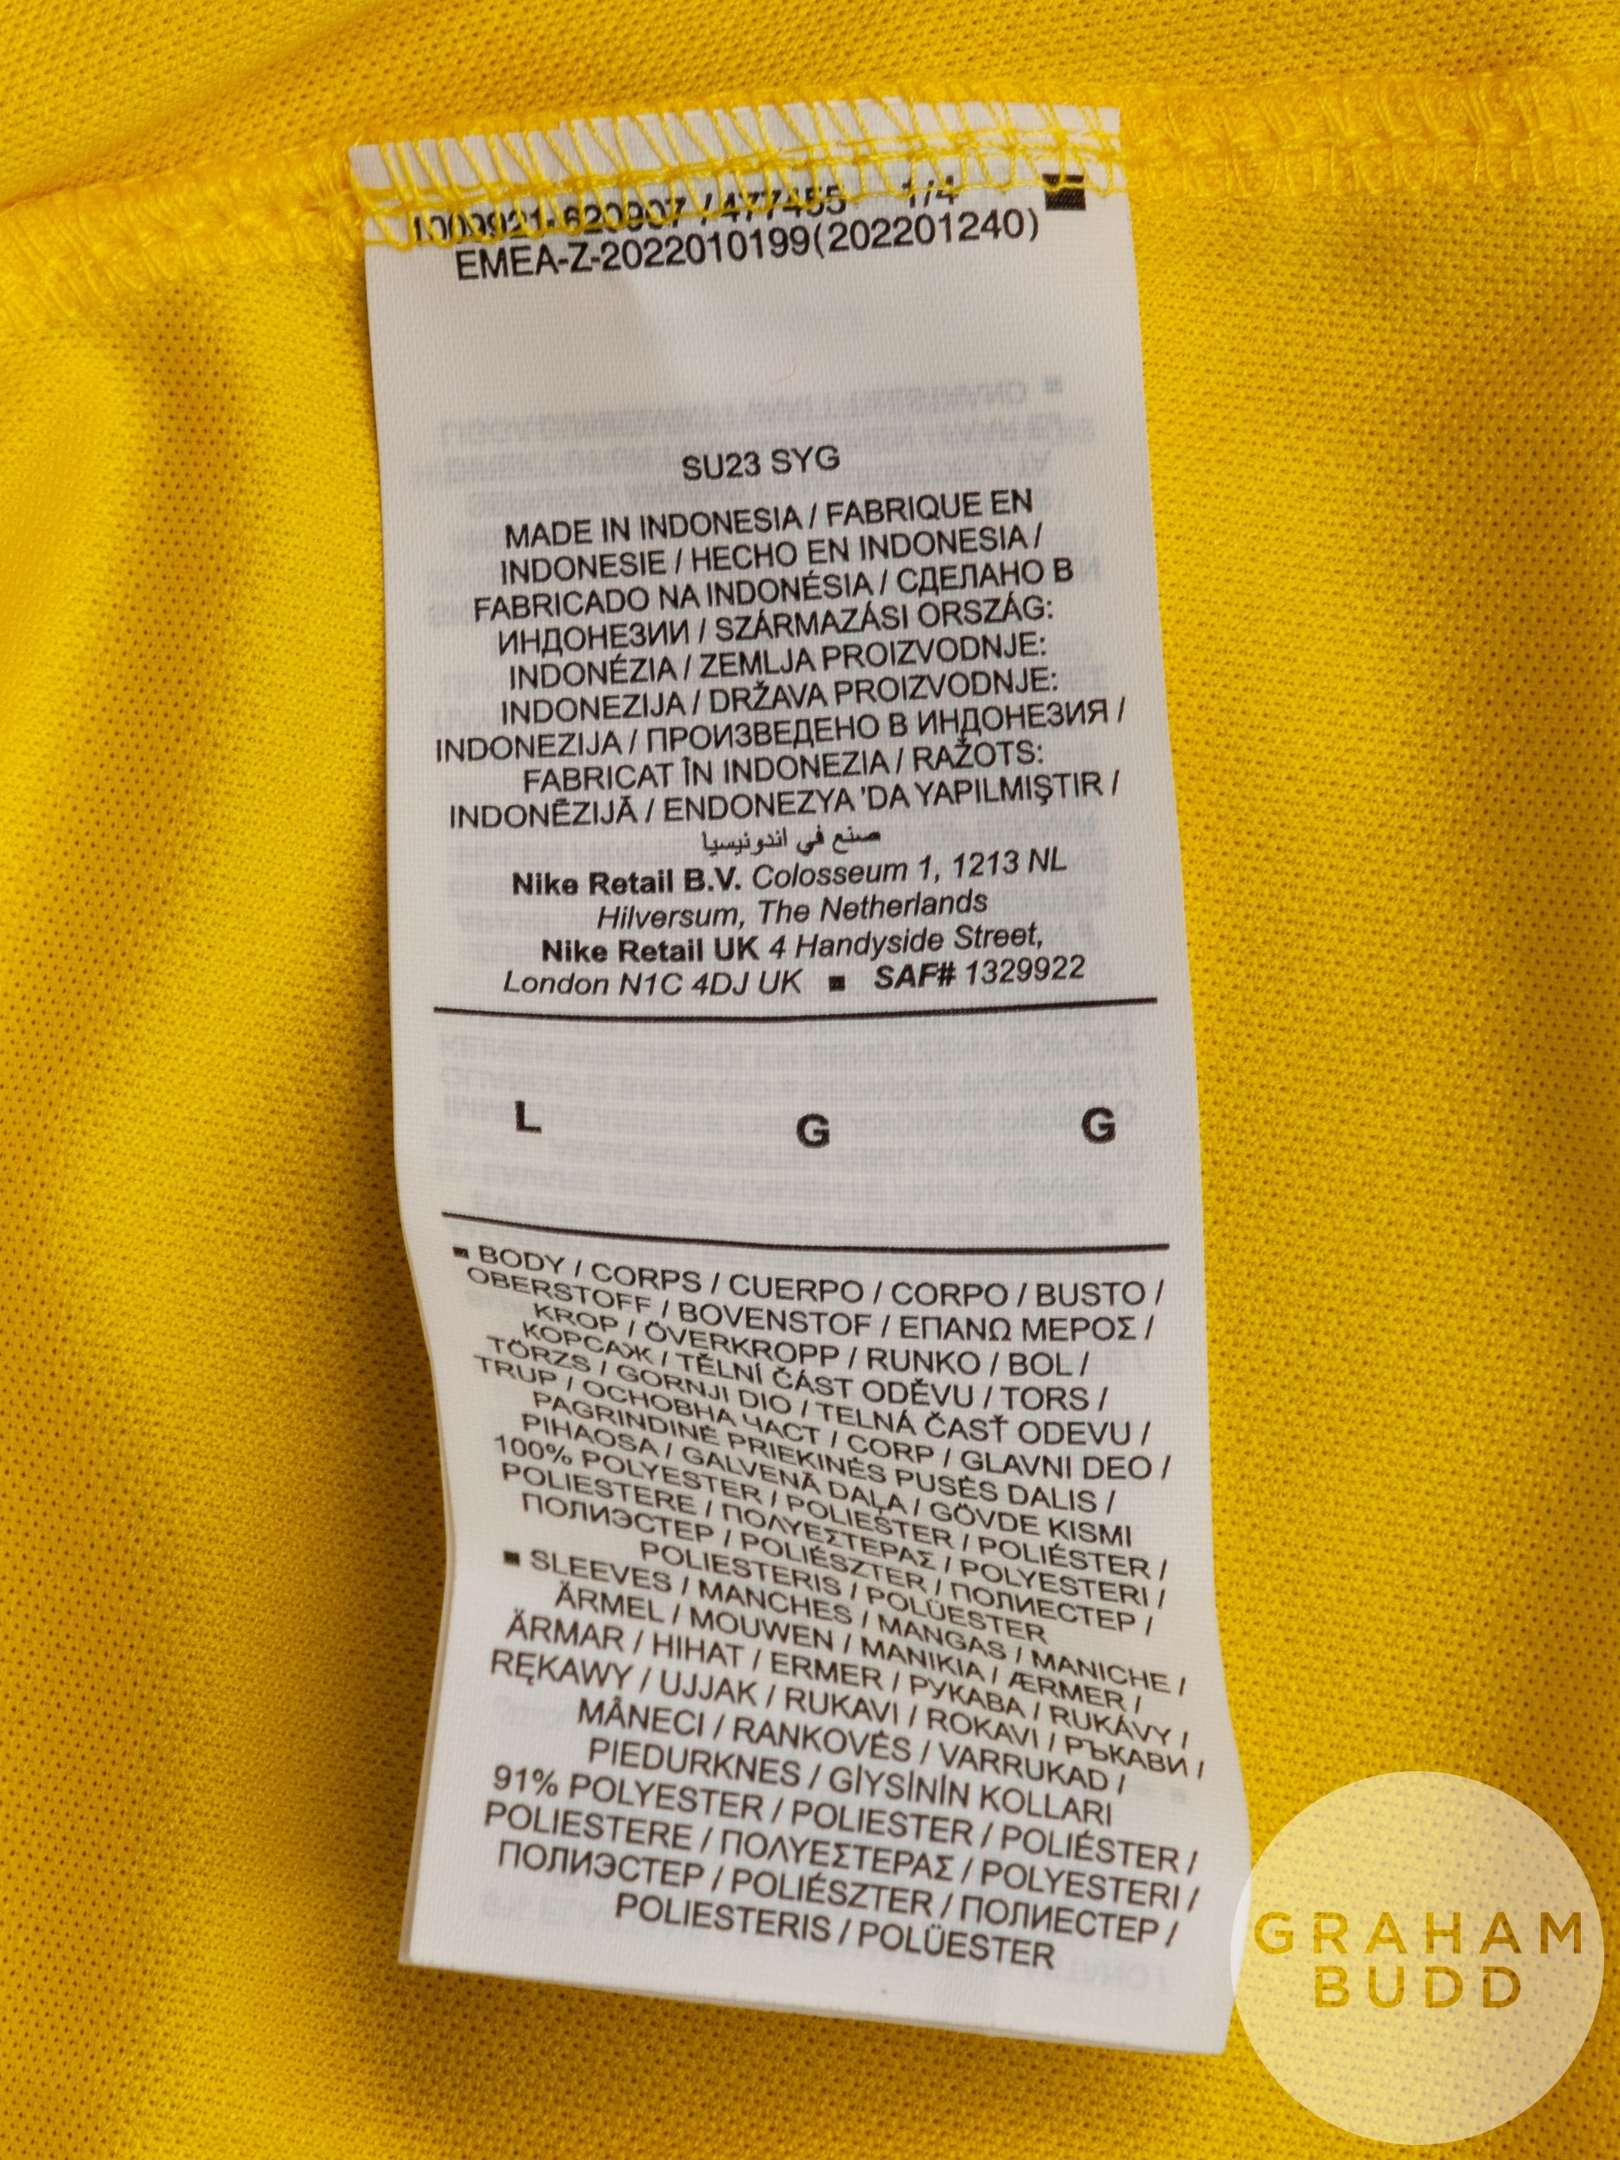 1009921-620907 / 477455 1/4
EMEA-Z-2022010199(202201240)
SU23 SYG
MADE IN INDONESIA / FABRIQUE EN
INDONESIE / HECHO EN INDONESIA /
FABRICADO NA INDONÉSIA / СДЕЛАНО В
ИНДОНЕЗИИ / SZÁRMAZÁSI ORSZÁG:
INDONÉZIA / ZEMLJA PROIZVODNJE:
INDONEZIJA / DRŽAVA PROIZVODNJE:
INDONEZIJA / ПРОИЗВЕДЕНО В ИНДОНЕЗИЯ /
FABRICAT ÎN INDONEZIA / RAŽOTS:
INDONĒZIJĀ / ENDONEZYA 'DA YAPILMIŞTIR /
صنع في اندونيسيا
Nike Retail B.V. Colosseum 1, 1213 NL
Hilversum, The Netherlands
Nike Retail UK 4 Handyside Street,
London N1C 4DJ UK ■ SAF# 1329922
L G G
■ BODY / CORPS / CUERPO / CORPO / BUSTO /
OBERSTOFF / BOVENSTOF / ΕΠΑΝΩ ΜΕΡΟΣ /
KROP / ÖVERKROPP / RUNKO / BOL /
КОРСАЖ / TĚLNÍ ČÁST ODĚVU / TORS /
TÖRZS / GORNJI DIO / TELNÁ ČASŤ ODEVU /
TRUP / ОСНОВНА ЧАСТ / CORP / GLAVNI DEO /
PAGRINDINĖ PRIEKINĖS PUSĖS DALIS /
PIHAOSA / GALVENĀ DAĻA / GÖVDE KISMI
100% POLYESTER / POLIESTER / POLIÉSTER /
POLIESTERE / ΠΟΛΥΕΣΤΕΡΑΣ / POLYESTERI /
ПОЛИЭСТЕР / POLIÉSZTER / ПОЛИЕСТЕР /
POLIESTERIS / POLÜESTER
■ SLEEVES / MANCHES / MANGAS / MANICHE /
ÄRMEL / MOUWEN / MANIKIA / ÆRMER /
ÄRMAR / HIHAT / ERMER / РУКАВА / RUKÁVY /
RĘKAWY / UJJAK / RUKAVI / ROKAVI / РЪКАВИ /
MÂNECI / RANKOVĖS / VARRUKAD /
PIEDURKNES / GİYSİNİN KOLLARI
91% POLYESTER / POLIESTER / POLIÉSTER /
POLIESTERE / ΠΟΛΥΕΣΤΕΡΑΣ / POLYESTERI /
ПОЛИЭСТЕР / POLIÉSZTER / ПОЛИЕСТЕР /
POLIESTERIS / POLÜESTER
GRAHAM
BUDD